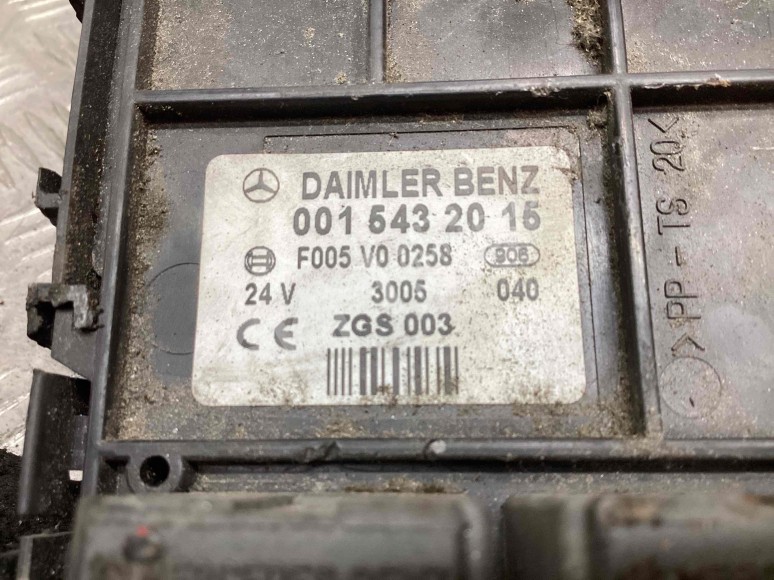 DAIMLER BENZ
001 543 20 15
F005 V0 0258 906
24 V 3005 040
CE ZGS 003
>PP-TS 20<